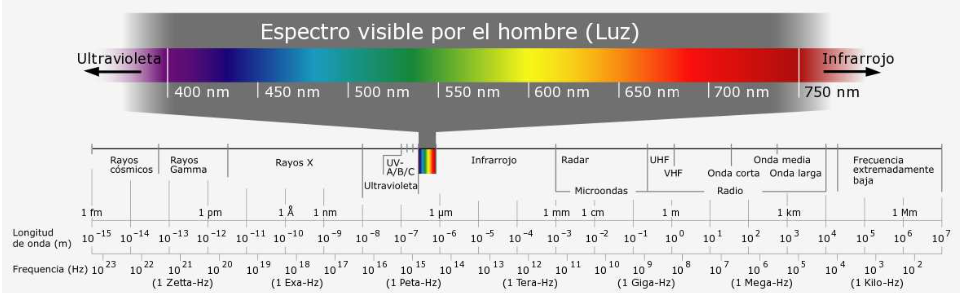 Espectro visible por el hombre (Luz)
Ultravioleta
Infrarrojo
400 nm 450 nm 500 nm 550 nm 600 nm 650 nm 700 nm 750 nm
Rayos
cósmicos
Rayos
Gamma
Rayos X
UV-
A/B/C
Ultravioleta
Infrarrojo
Radar
Microondas
UHF
VHF
Onda media
Onda corta
Onda larga
Radio
Frecuencia
extremadamente
baja
1 fm 1 pm 1 Å 1 nm 1 µm 1 mm 1 cm 1 m 1 km 1 Mm
Longitud
de onda (m)
10⁻¹⁵ 10⁻¹⁴ 10⁻¹³ 10⁻¹² 10⁻¹¹ 10⁻¹⁰ 10⁻⁹ 10⁻⁸ 10⁻⁷ 10⁻⁶ 10⁻⁵ 10⁻⁴ 10⁻³ 10⁻² 10⁻¹ 10⁰ 10¹ 10² 10³ 10⁴ 10⁵ 10⁶ 10⁷
Frequencia (Hz) 10²³ 10²² 10²¹ 10²⁰ 10¹⁹ 10¹⁸ 10¹⁷ 10¹⁶ 10¹⁵ 10¹⁴ 10¹³ 10¹² 10¹¹ 10¹⁰ 10⁹ 10⁸ 10⁷ 10⁶ 10⁵ 10⁴ 10³ 10²
(1 Zetta-Hz) (1 Exa-Hz) (1 Peta-Hz) (1 Tera-Hz) (1 Giga-Hz) (1 Mega-Hz) (1 Kilo-Hz)